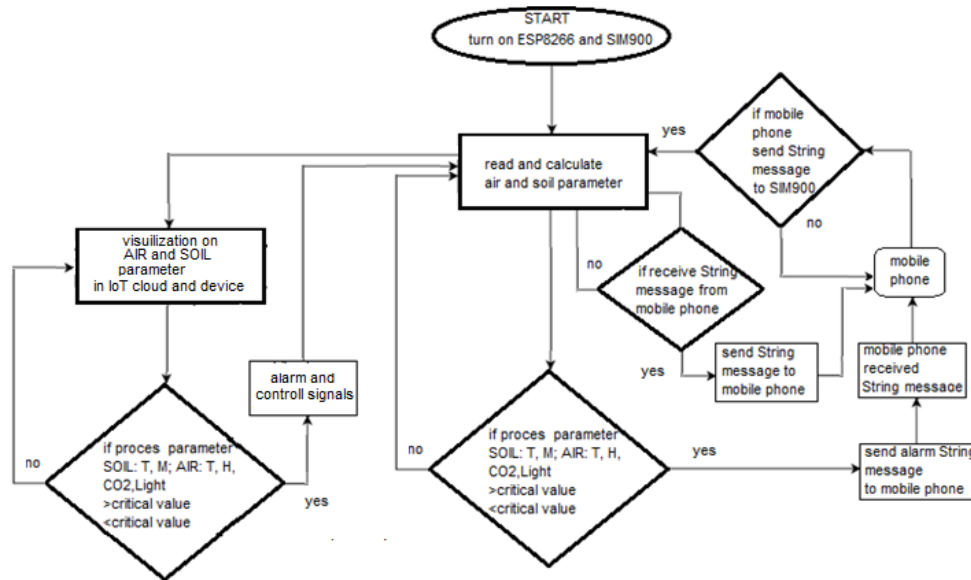 START
turn on ESP8266 and SIM900
if mobile
phone
send String
message
to SIM900
yes
no
read and calculate
air and soil parameter
visuilization on
AIR and SOIL
parameter
in IoT cloud and device
no
if receive String
message from
mobile phone
mobile
phone
yes
send String
message to
mobile phone
mobile phone
received
String message
alarm and
controll signals
no
if proces parameter
SOIL: T, M; AIR: T, H,
CO2,Light
>critical value
<critical value
yes
no
if proces parameter
SOIL: T, M; AIR: T, H,
CO2,Light
>critical value
<critical value
yes
send alarm String
message
to mobile phone